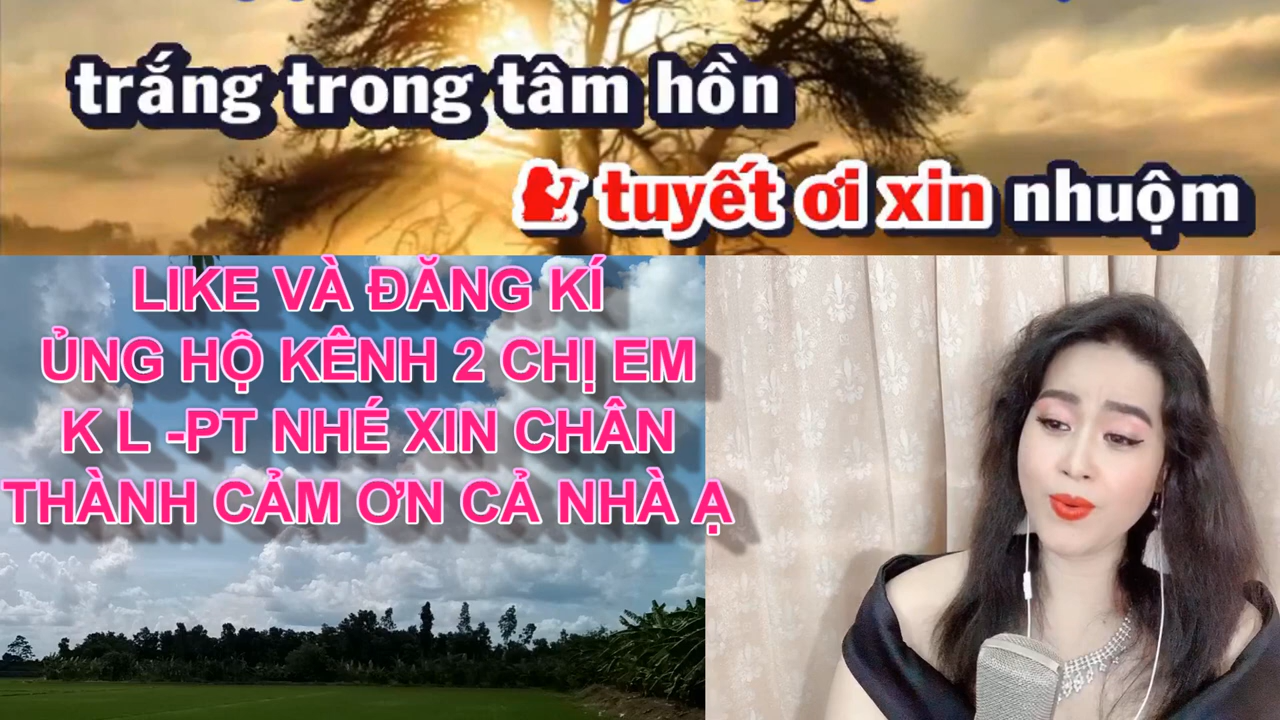 trắng trong tâm hồn
tuyết ơi xin nhuộm
LIKE VÀ ĐĂNG KÍ
ỦNG HỘ KÊNH 2 CHỊ EM
K L -PT NHÉ XIN CHÂN
THÀNH CẢM ƠN CẢ NHÀ Ạ